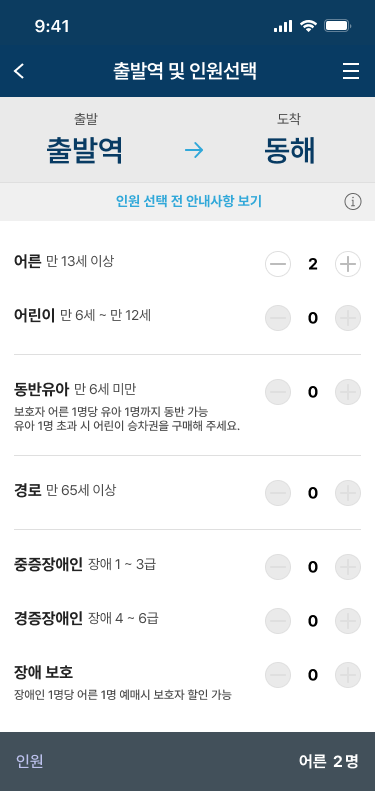 9:41
출발역 및 인원선택
출발 도착
출발역 → 동해
인원 선택 전 안내사항 보기
어른 만 13세 이상 2
어린이 만 6세 ~ 만 12세 0
동반유아 만 6세 미만 0
보호자 어른 1명당 유아 1명까지 동반 가능
유아 1명 초과 시 어린이 승차권을 구매해 주세요.
경로 만 65세 이상 0
중증장애인 장애 1 ~ 3급 0
경증장애인 장애 4 ~ 6급 0
장애 보호 0
장애인 1명당 어른 1명 예매시 보호자 할인 가능
인원 어른 2명